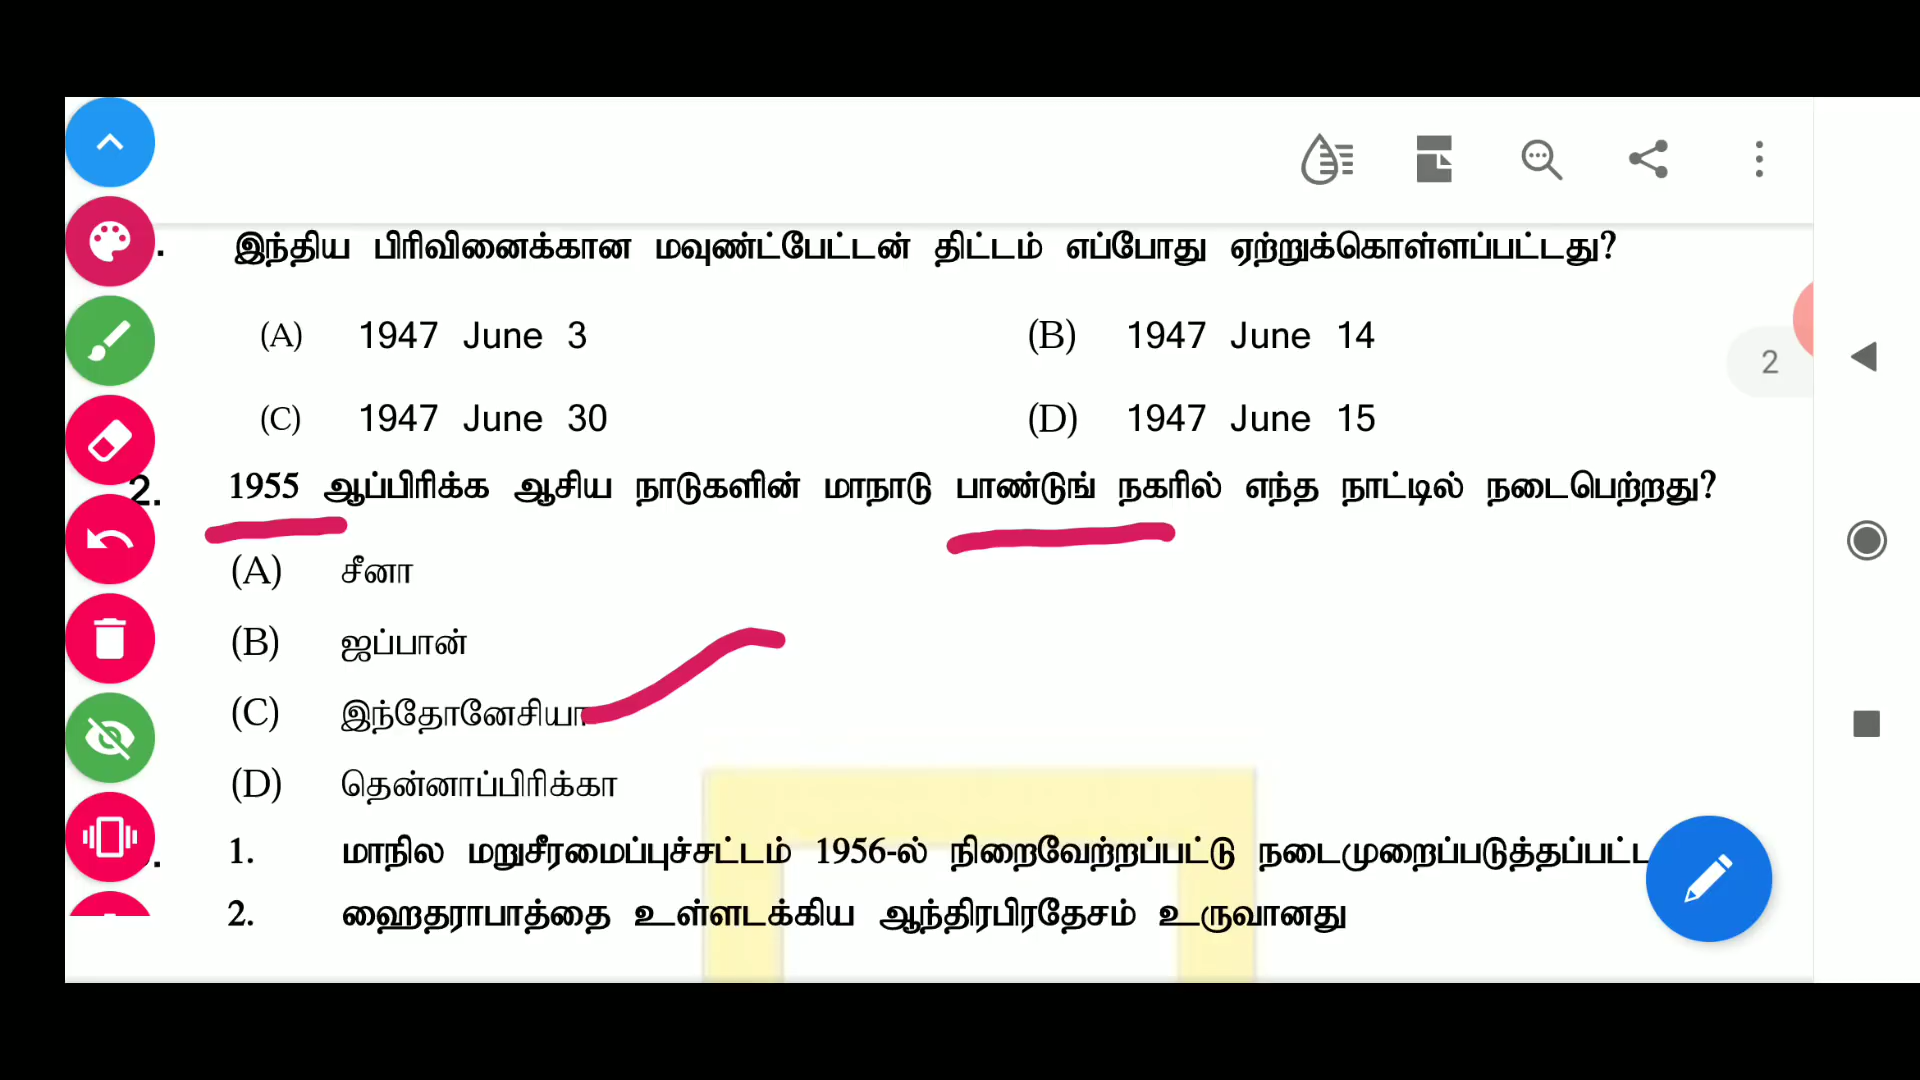 . இந்திய பிரிவினைக்கான மவுண்ட்பேட்டன் திட்டம் எப்போது ஏற்றுக்கொள்ளப்பட்டது?
(A) 1947 June 3 (B) 1947 June 14
2
(C) 1947 June 30 (D) 1947 June 15
2. 1955 ஆப்பிரிக்க ஆசிய நாடுகளின் மாநாடு பாண்டுங் நகரில் எந்த நாட்டில் நடைபெற்றது?
(A) சீனா
(B) ஜப்பான்
(C) இந்தோனேசியா
(D) தென்னாப்பிரிக்கா
1. மாநில மறுசீரமைப்புச்சட்டம் 1956-ல் நிறைவேற்றப்பட்டு நடைமுறைப்படுத்தப்பட்ட
2. ஹைதராபாத்தை உள்ளடக்கிய ஆந்திரபிரதேசம் உருவானது